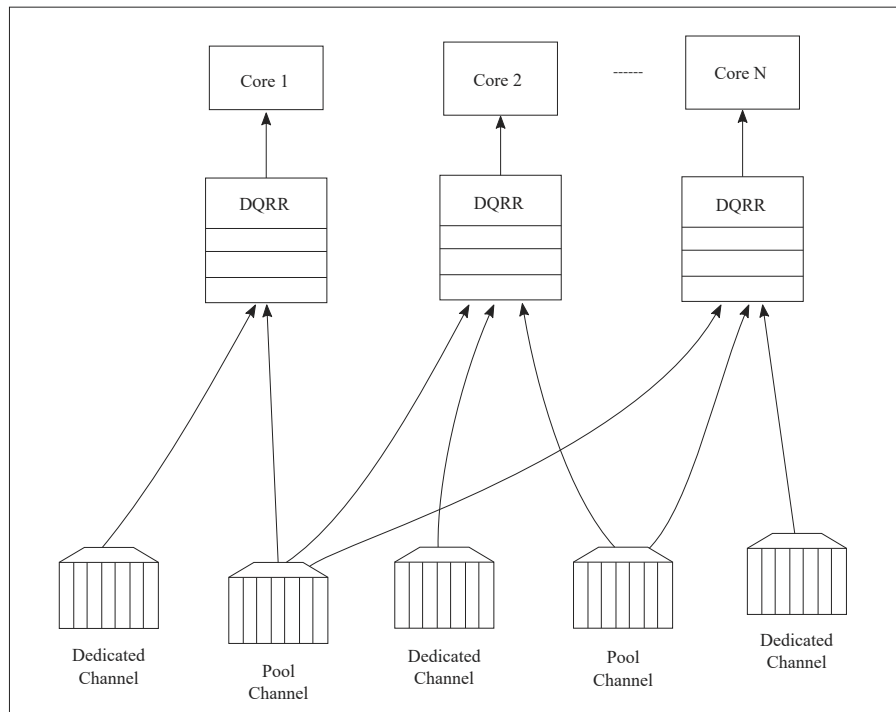 Core 1
Core 2
------
Core N
DQRR
DQRR
DQRR
Dedicated
Channel
Pool
Channel
Dedicated
Channel
Pool
Channel
Dedicated
Channel